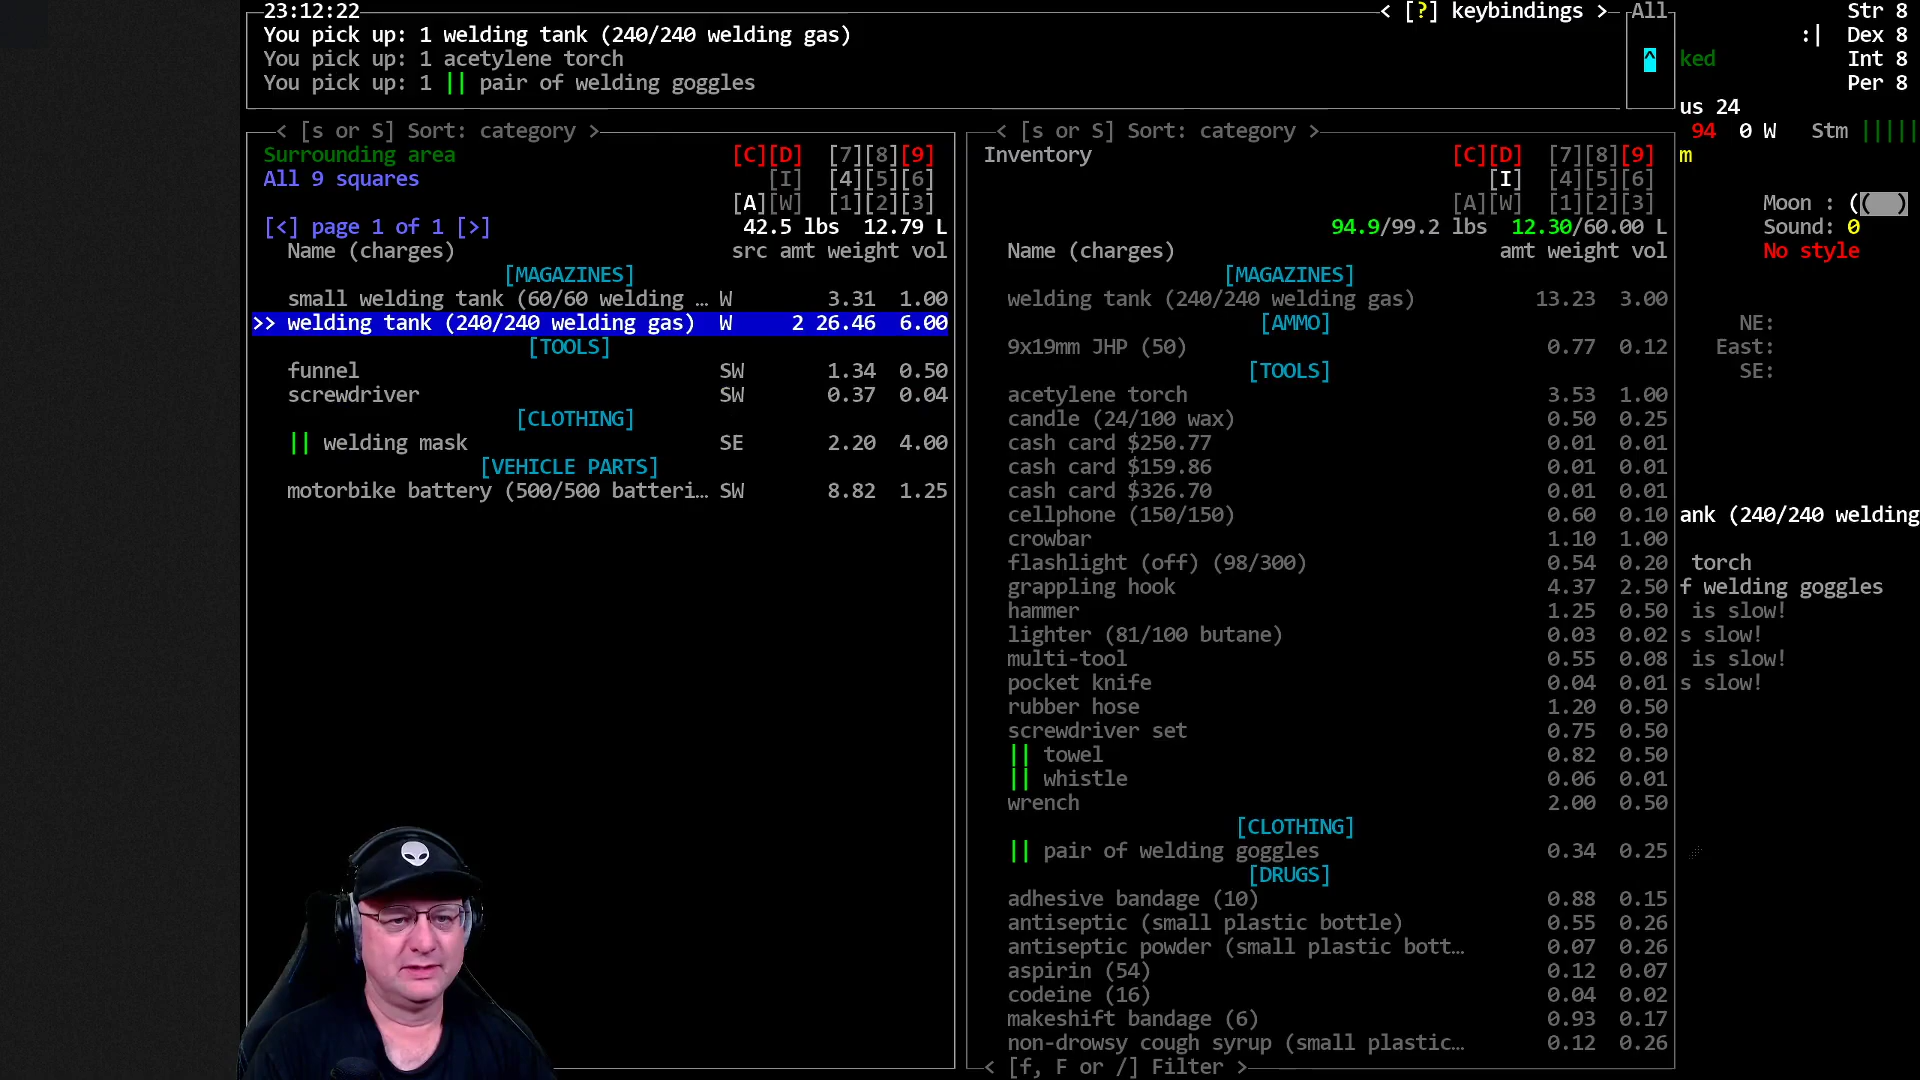 23:12:22
< [?] keybindings >
You pick up: 1 welding tank (240/240 welding gas)
You pick up: 1 acetylene torch
You pick up: 1 || pair of welding goggles
All
^
Str 8
:| Dex 8
ked Int 8
Per 8
us 24
94 0 W Stm |||||
m
Moon : (( )
Sound: 0
No style
NE:
East:
SE:
ank (240/240 welding
torch
f welding goggles
is slow!
s slow!
is slow!
s slow!
< [s or S] Sort: category >
Surrounding area [C][D] [7][8][9]
All 9 squares [I] [4][5][6]
[A][W] [1][2][3]
[<] page 1 of 1 [>] 42.5 lbs 12.79 L
Name (charges) src amt weight vol
[MAGAZINES]
small welding tank (60/60 welding … W 3.31 1.00
>> welding tank (240/240 welding gas) W 2 26.46 6.00
[TOOLS]
funnel SW 1.34 0.50
screwdriver SW 0.37 0.04
[CLOTHING]
|| welding mask SE 2.20 4.00
[VEHICLE PARTS]
motorbike battery (500/500 batteri… SW 8.82 1.25
< [s or S] Sort: category >
Inventory [C][D] [7][8][9]
[I] [4][5][6]
[A][W] [1][2][3]
94.9/99.2 lbs 12.30/60.00 L
Name (charges) amt weight vol
[MAGAZINES]
welding tank (240/240 welding gas) 13.23 3.00
[AMMO]
9x19mm JHP (50) 0.77 0.12
[TOOLS]
acetylene torch 3.53 1.00
candle (24/100 wax) 0.50 0.25
cash card $250.77 0.01 0.01
cash card $159.86 0.01 0.01
cash card $326.70 0.01 0.01
cellphone (150/150) 0.60 0.10
crowbar 1.10 1.00
flashlight (off) (98/300) 0.54 0.20
grappling hook 4.37 2.50
hammer 1.25 0.50
lighter (81/100 butane) 0.03 0.02
multi-tool 0.55 0.08
pocket knife 0.04 0.01
rubber hose 1.20 0.50
screwdriver set 0.75 0.50
|| towel 0.82 0.50
|| whistle 0.06 0.01
wrench 2.00 0.50
[CLOTHING]
|| pair of welding goggles 0.34 0.25
[DRUGS]
adhesive bandage (10) 0.88 0.15
antiseptic (small plastic bottle) 0.55 0.26
antiseptic powder (small plastic bott… 0.07 0.26
aspirin (54) 0.12 0.07
codeine (16) 0.04 0.02
makeshift bandage (6) 0.93 0.17
non-drowsy cough syrup (small plastic… 0.12 0.26
< [f, F or /] Filter >